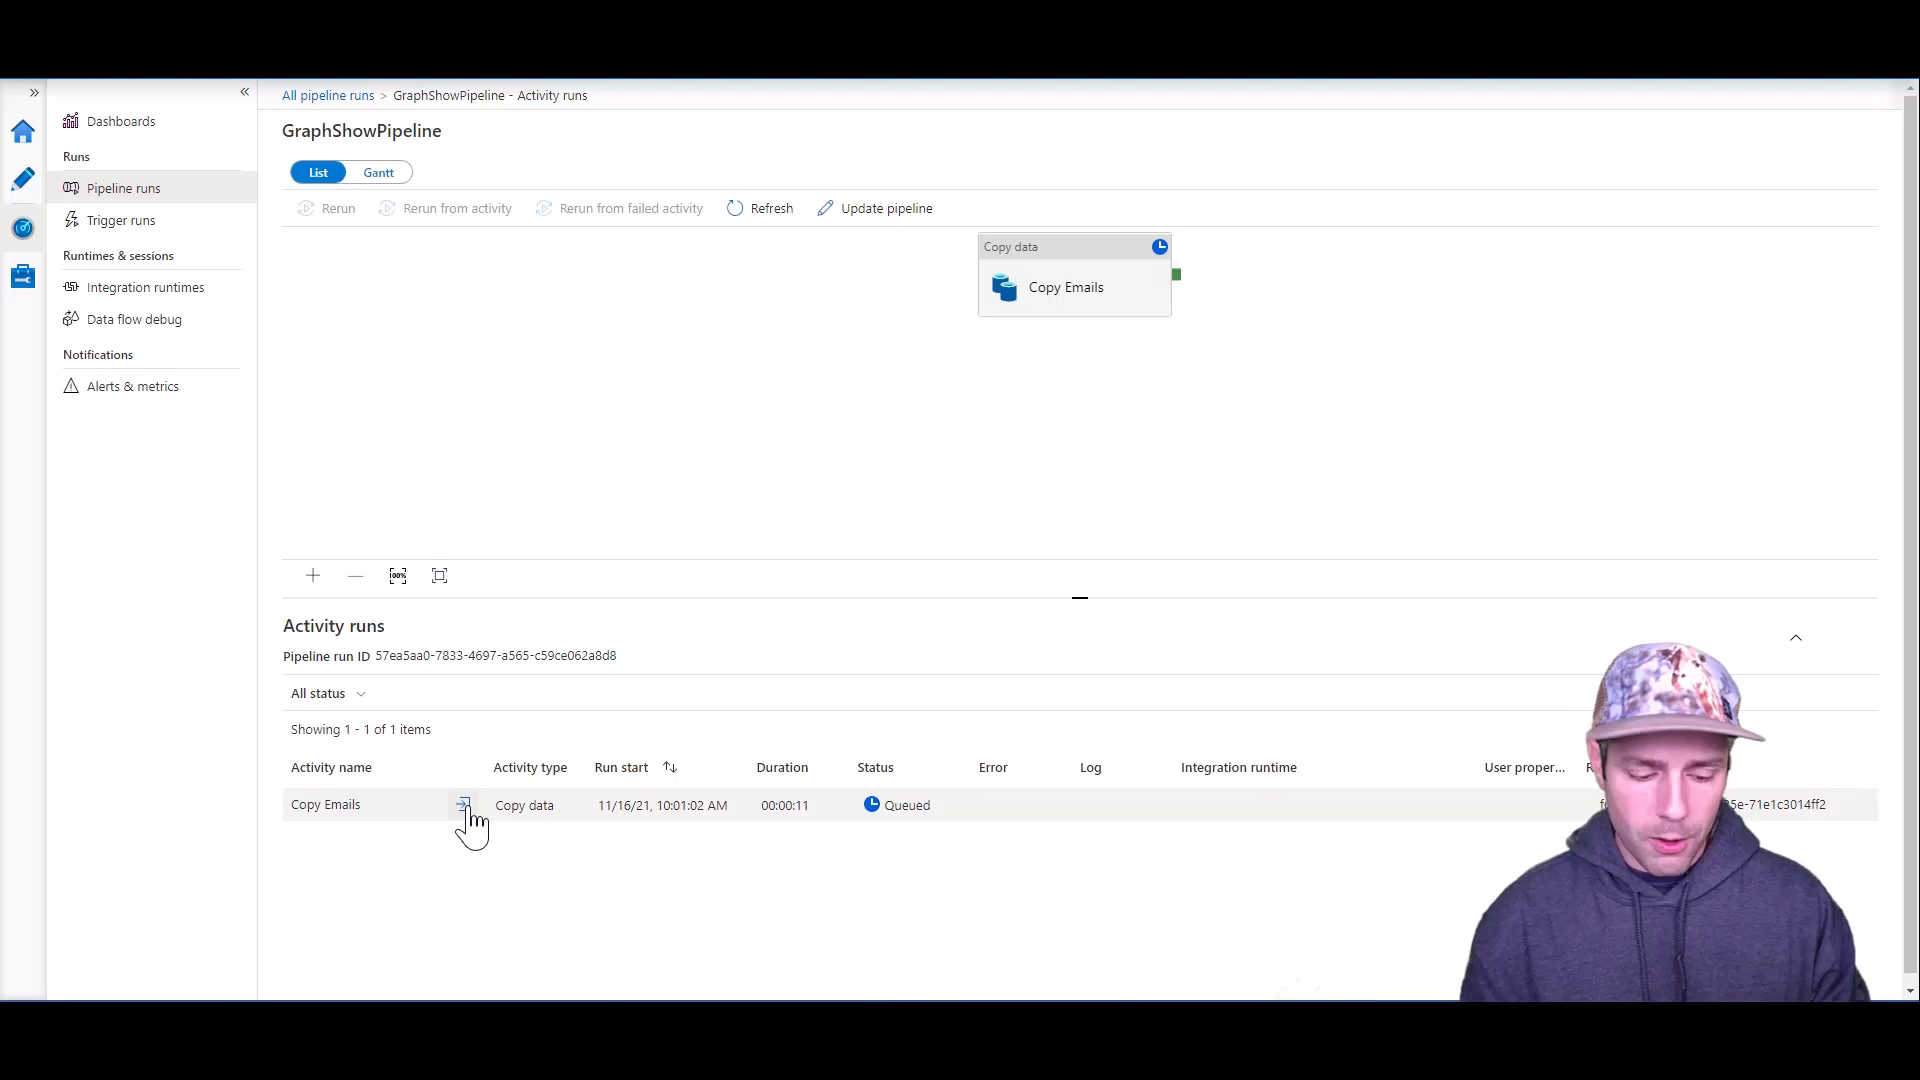 All pipeline runs > GraphShowPipeline - Activity runs
Dashboards
Runs
Pipeline runs
Trigger runs
Runtimes & sessions
Integration runtimes
Data flow debug
Notifications
Alerts & metrics
GraphShowPipeline
List Gantt
Rerun Rerun from activity Rerun from failed activity Refresh Update pipeline
Copy data
Copy Emails
100%
Activity runs
Pipeline run ID 57ea5aa0-7833-4697-a565-c59ce062a8d8
All status
Showing 1 - 1 of 1 items
Activity name Activity type Run start Duration Status Error Log Integration runtime User proper...
Copy Emails Copy data 11/16/21, 10:01:02 AM 00:00:11 Queued 5e-71e1c3014ff2